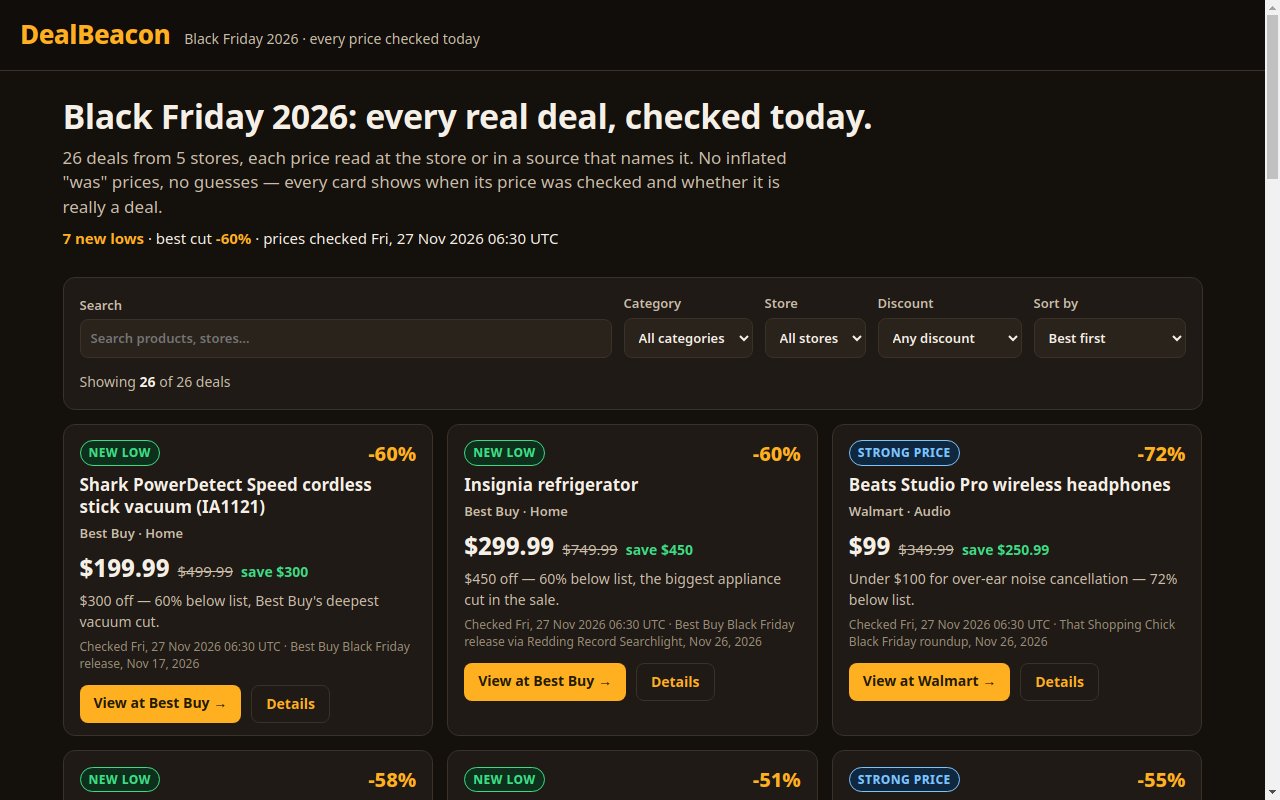 DealBeacon Black Friday 2026 · every price checked today
Black Friday 2026: every real deal, checked today.
26 deals from 5 stores, each price read at the store or in a source that names it. No inflated
"was" prices, no guesses — every card shows when its price was checked and whether it is
really a deal.
7 new lows · best cut -60% · prices checked Fri, 27 Nov 2026 06:30 UTC
Search
Search products, stores...
Category
All categories
Store
All stores
Discount
Any discount
Sort by
Best first
Showing 26 of 26 deals
NEW LOW
-60%
Shark PowerDetect Speed cordless
stick vacuum (IA1121)
Best Buy · Home
$199.99 $499.99 save $300
$300 off — 60% below list, Best Buy's deepest
vacuum cut.
Checked Fri, 27 Nov 2026 06:30 UTC · Best Buy Black Friday
release, Nov 17, 2026
View at Best Buy →
Details
NEW LOW
-60%
Insignia refrigerator
Best Buy · Home
$299.99 $749.99 save $450
$450 off — 60% below list, the biggest appliance
cut in the sale.
Checked Fri, 27 Nov 2026 06:30 UTC · Best Buy Black Friday
release via Redding Record Searchlight, Nov 26, 2026
View at Best Buy →
Details
STRONG PRICE
-72%
Beats Studio Pro wireless headphones
Walmart · Audio
$99 $349.99 save $250.99
Under $100 for over-ear noise cancellation — 72%
below list.
Checked Fri, 27 Nov 2026 06:30 UTC · That Shopping Chick
Black Friday roundup, Nov 26, 2026
View at Walmart →
Details
NEW LOW
-58%
NEW LOW
-51%
STRONG PRICE
-55%